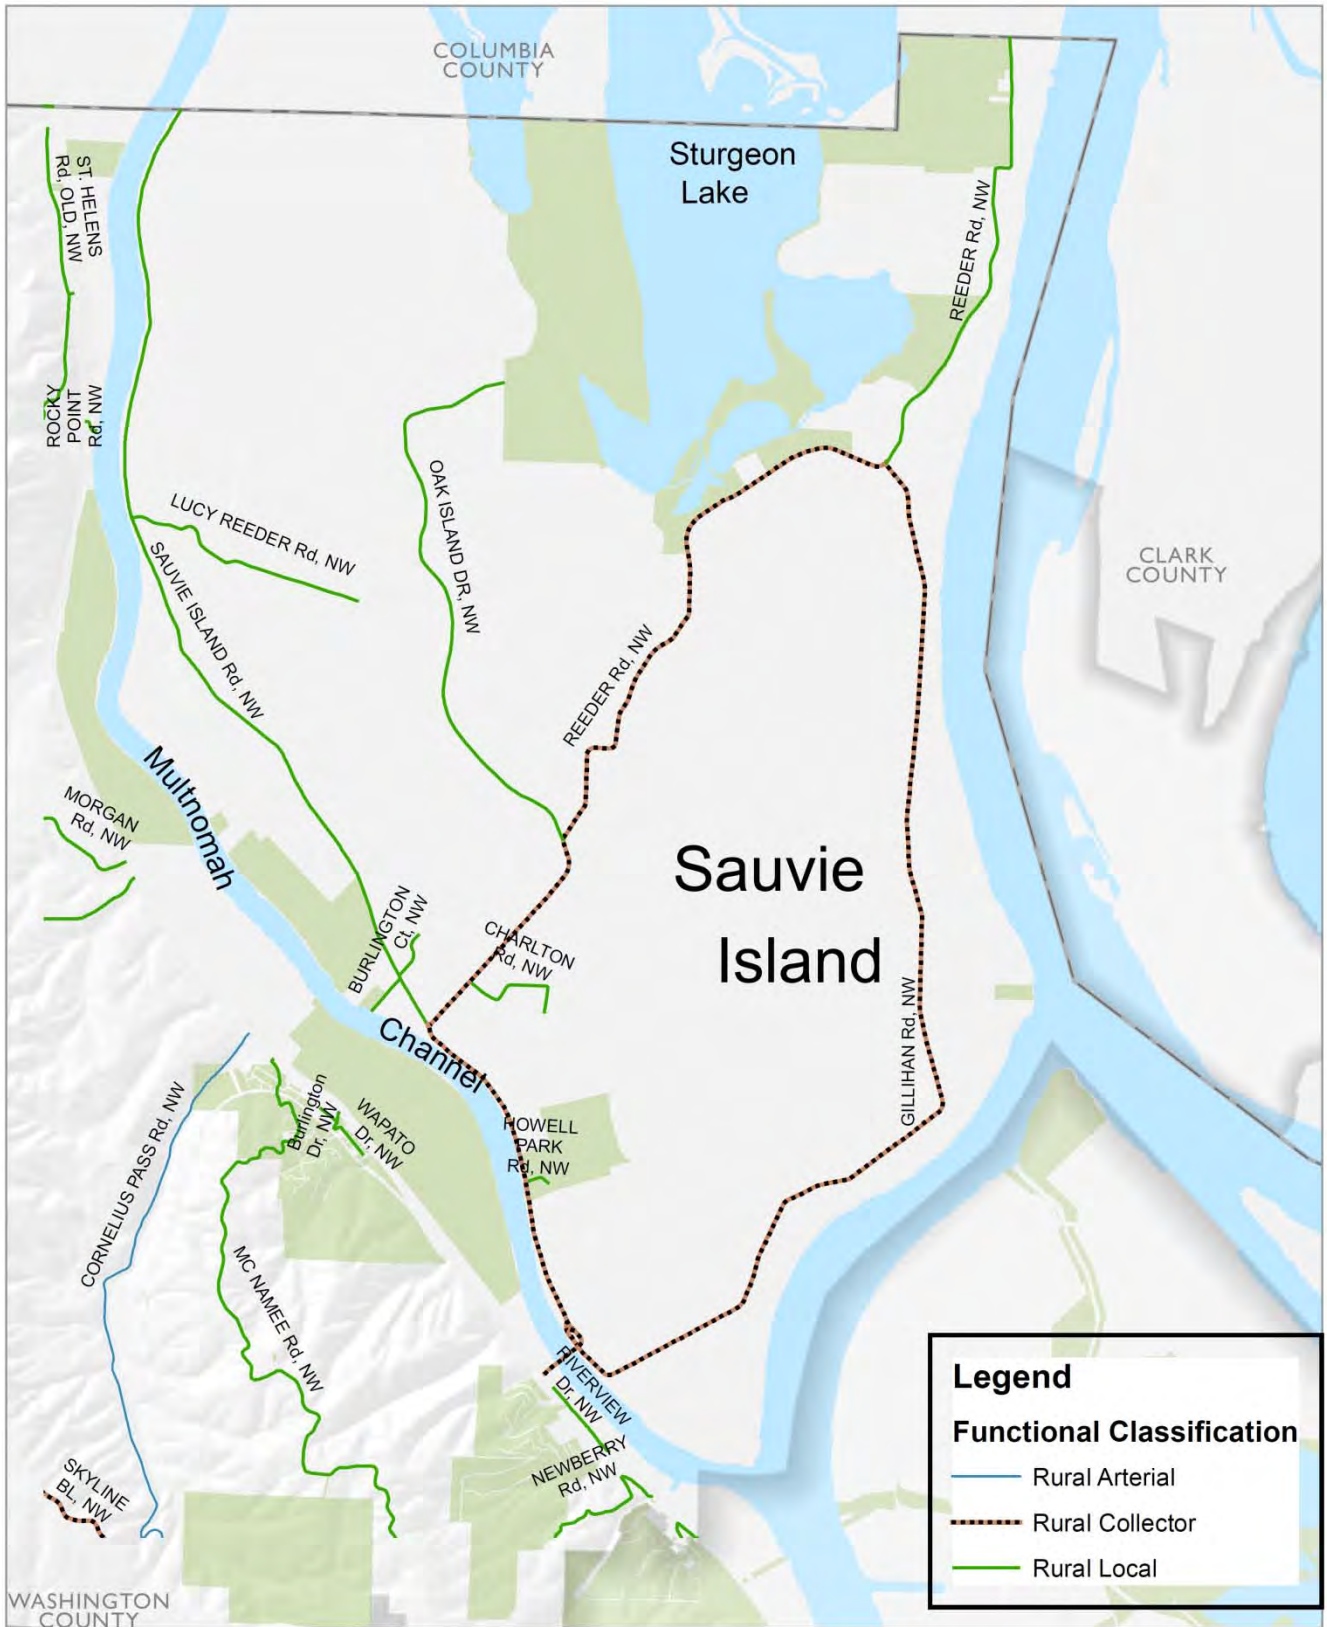 COLUMBIA
COUNTY
Sturgeon
Lake
ST. HELENS
Rd, OLD, NW
REEDER Rd, NW
ROCKY
POINT
Rd, NW
OAK ISLAND DR, NW
LUCY REEDER Rd, NW
SAUVIE ISLAND Rd, NW
CLARK
COUNTY
REEDER Rd, NW
Multnomah
Channel
MORGAN
Rd, NW
Sauvie
Island
BURLINGTON
Ct, NW
CHARLTON
Rd, NW
GILLIHAN Rd, NW
CORNELIUS PASS Rd, NW
Burlington
Dr, NW
WAPATO
Dr, NW
HOWELL
PARK
Rd, NW
MC NAMEE Rd, NW
RIVERVIEW
Dr, NW
NEWBERRY
Rd, NW
SKYLINE
BL, NW
WASHINGTON
COUNTY
Legend
Functional Classification
Rural Arterial
Rural Collector
Rural Local